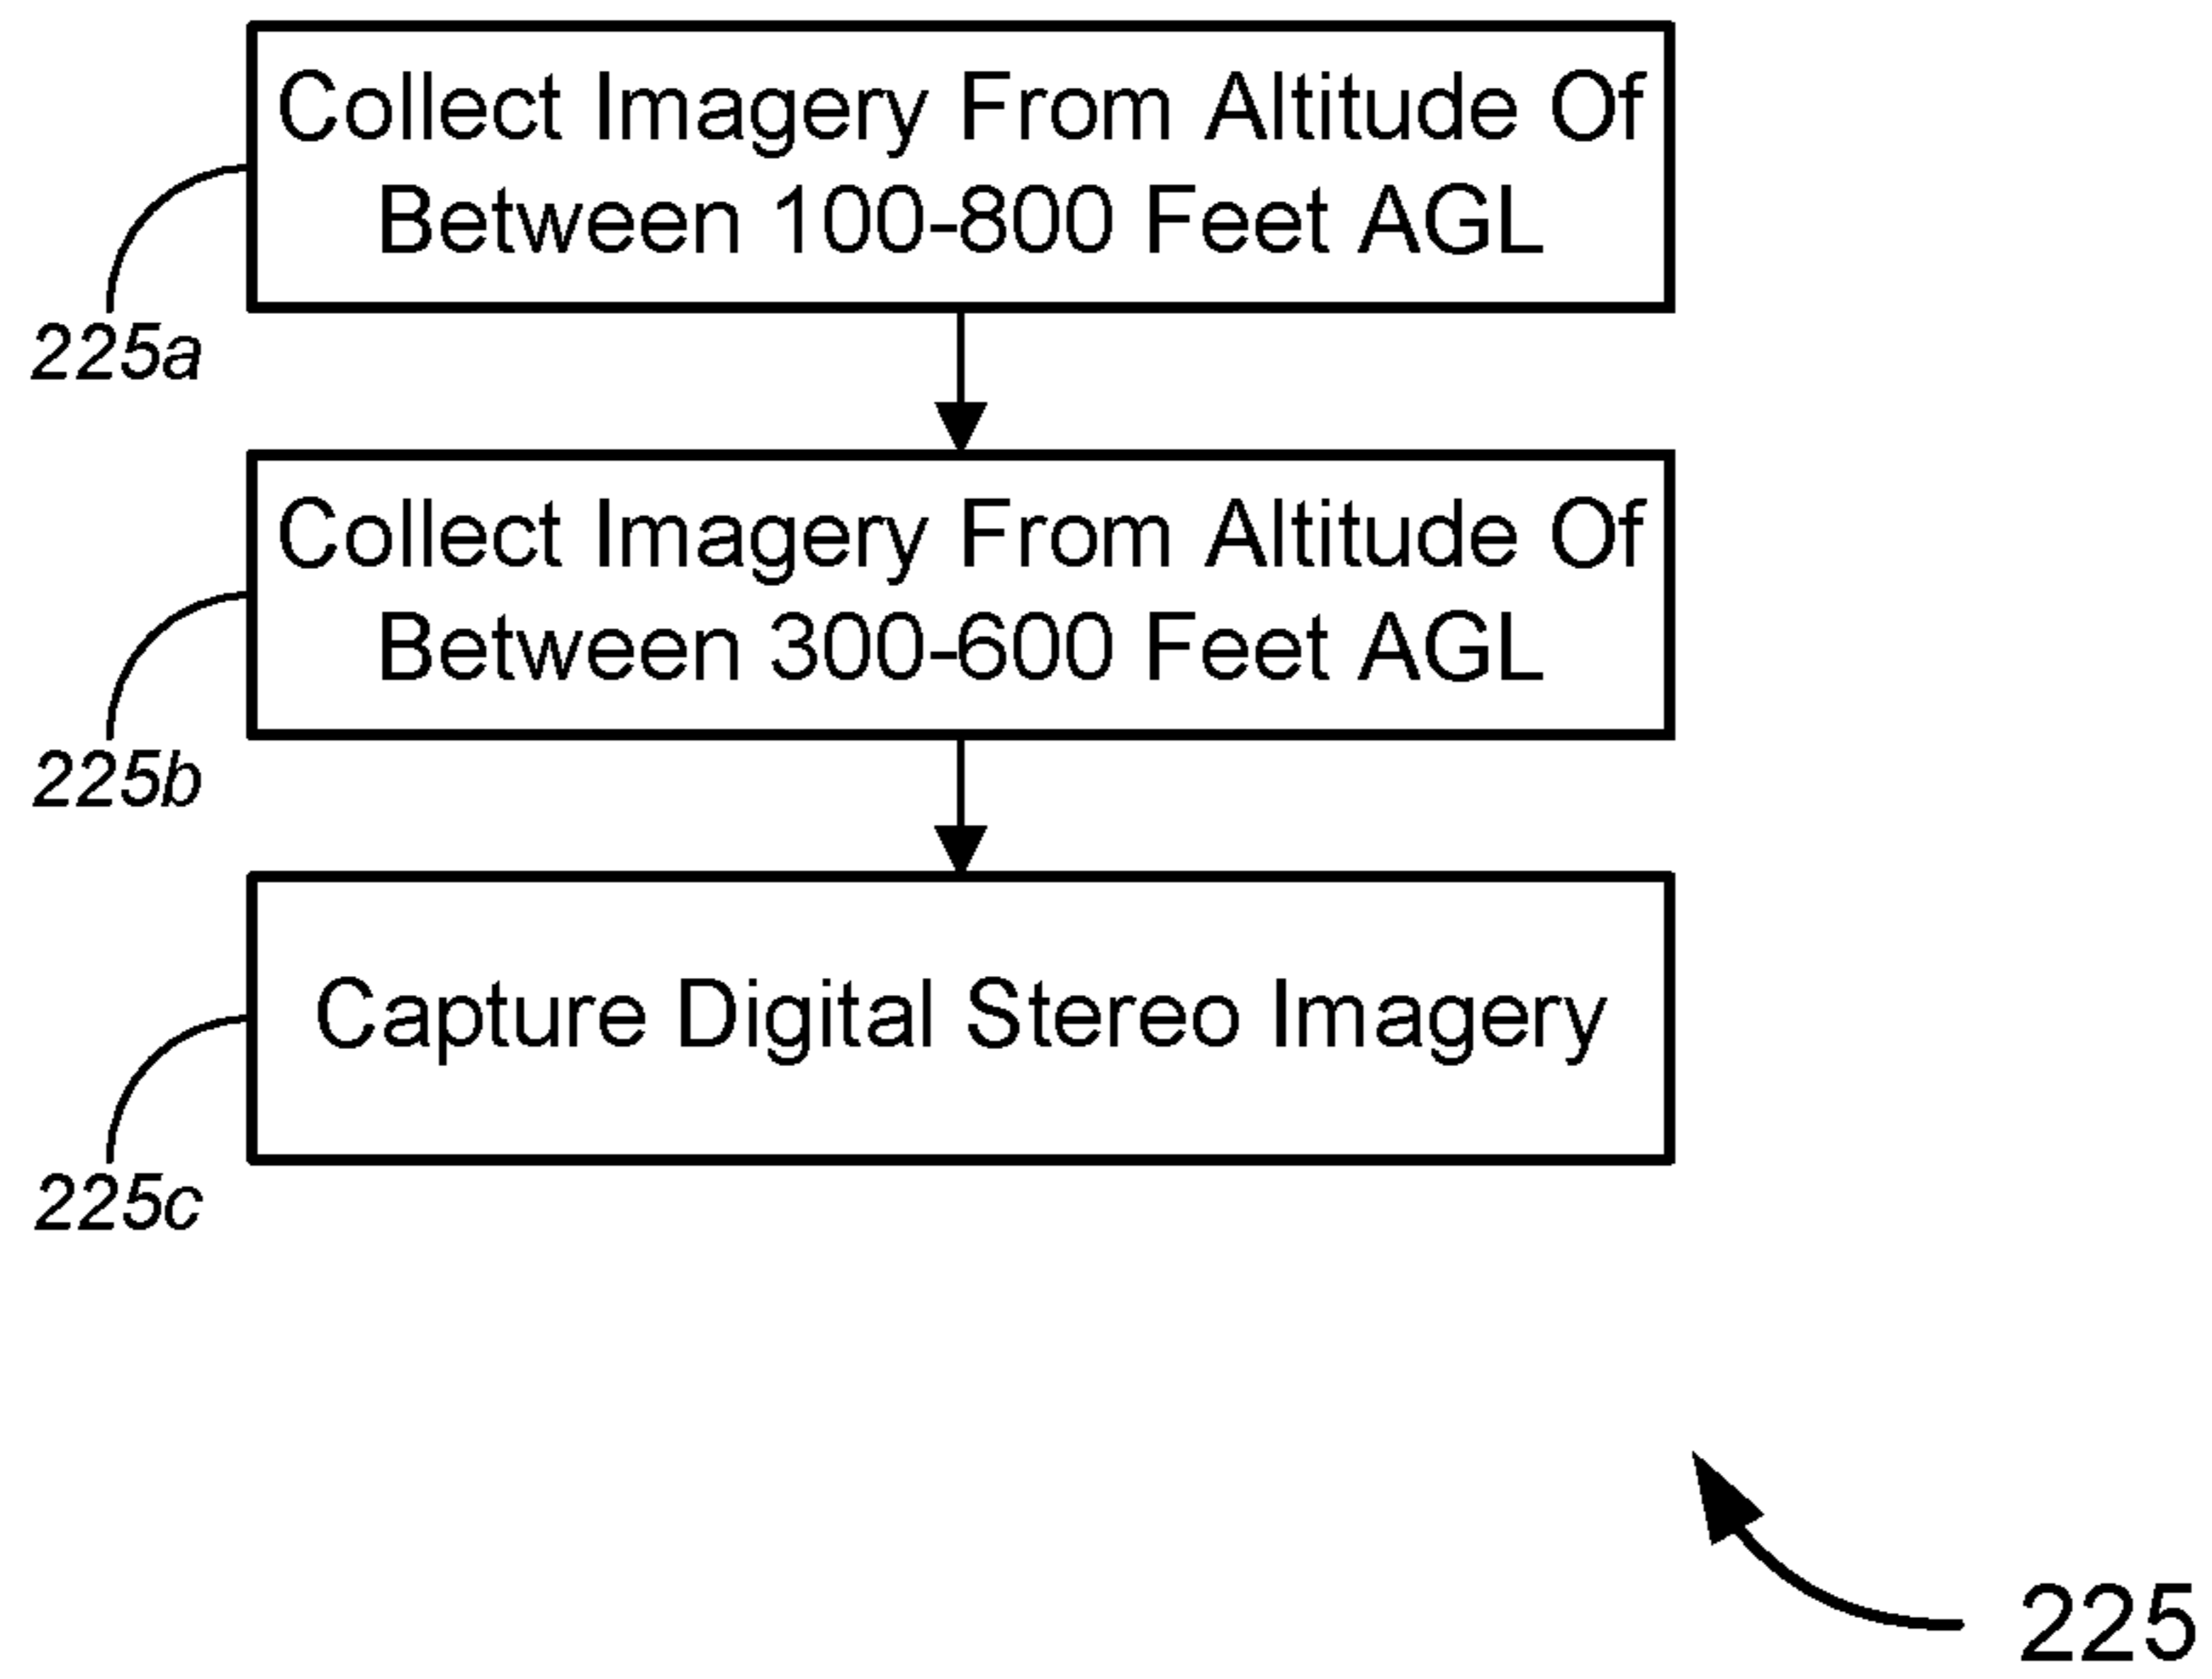 Collect Imagery From Altitude Of
Between 100-800 Feet AGL
225a
Collect Imagery From Altitude Of
Between 300-600 Feet AGL
225b
Capture Digital Stereo Imagery
225c
225